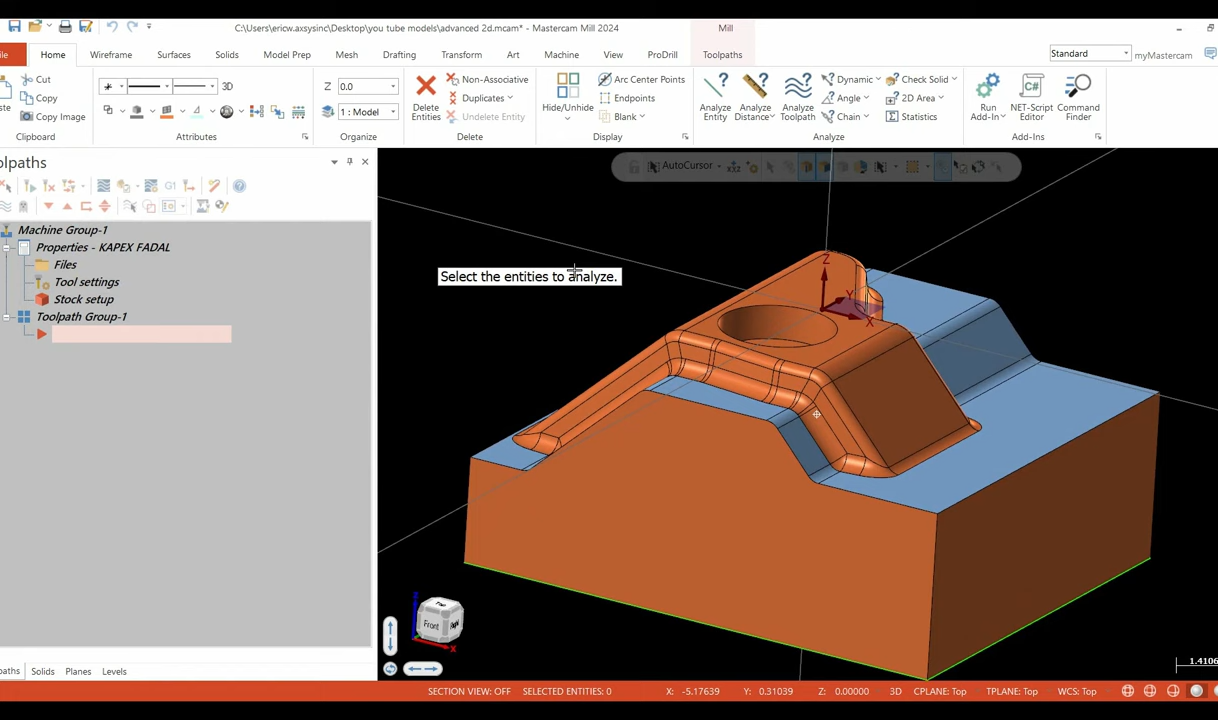 C:\Users\ericw.axsysinc\Desktop\you tube models\advanced 2d.mcam* - Mastercam Mill 2024
Mill
Home Wireframe Surfaces Solids Model Prep Mesh Drafting Transform Art Machine View ProDrill Toolpaths
Standard myMastercam
Cut
Copy
Copy Image
Clipboard
3D
Attributes
Z 0.0
1 : Model
Organize
Delete Entities
Non-Associative
Duplicates
Undelete Entity
Delete
Hide/Unhide
Arc Center Points
Endpoints
Blank
Display
Analyze Entity
Analyze Distance
Analyze Toolpath
Dynamic
Angle
Chain
Check Solid
2D Area
Statistics
Analyze
Run Add-In
NET-Script Editor
Command Finder
Add-Ins
olpaths
AutoCursor
G1
Machine Group-1
Properties - KAPEX FADAL
Files
Tool settings
Stock setup
Toolpath Group-1
Select the entities to analyze.
Z
Y
X
Front
X
1.4106
Solids Planes Levels
SECTION VIEW: OFF SELECTED ENTITIES: 0 X: -5.17639 Y: 0.31039 Z: 0.00000 3D CPLANE: Top TPLANE: Top WCS: Top